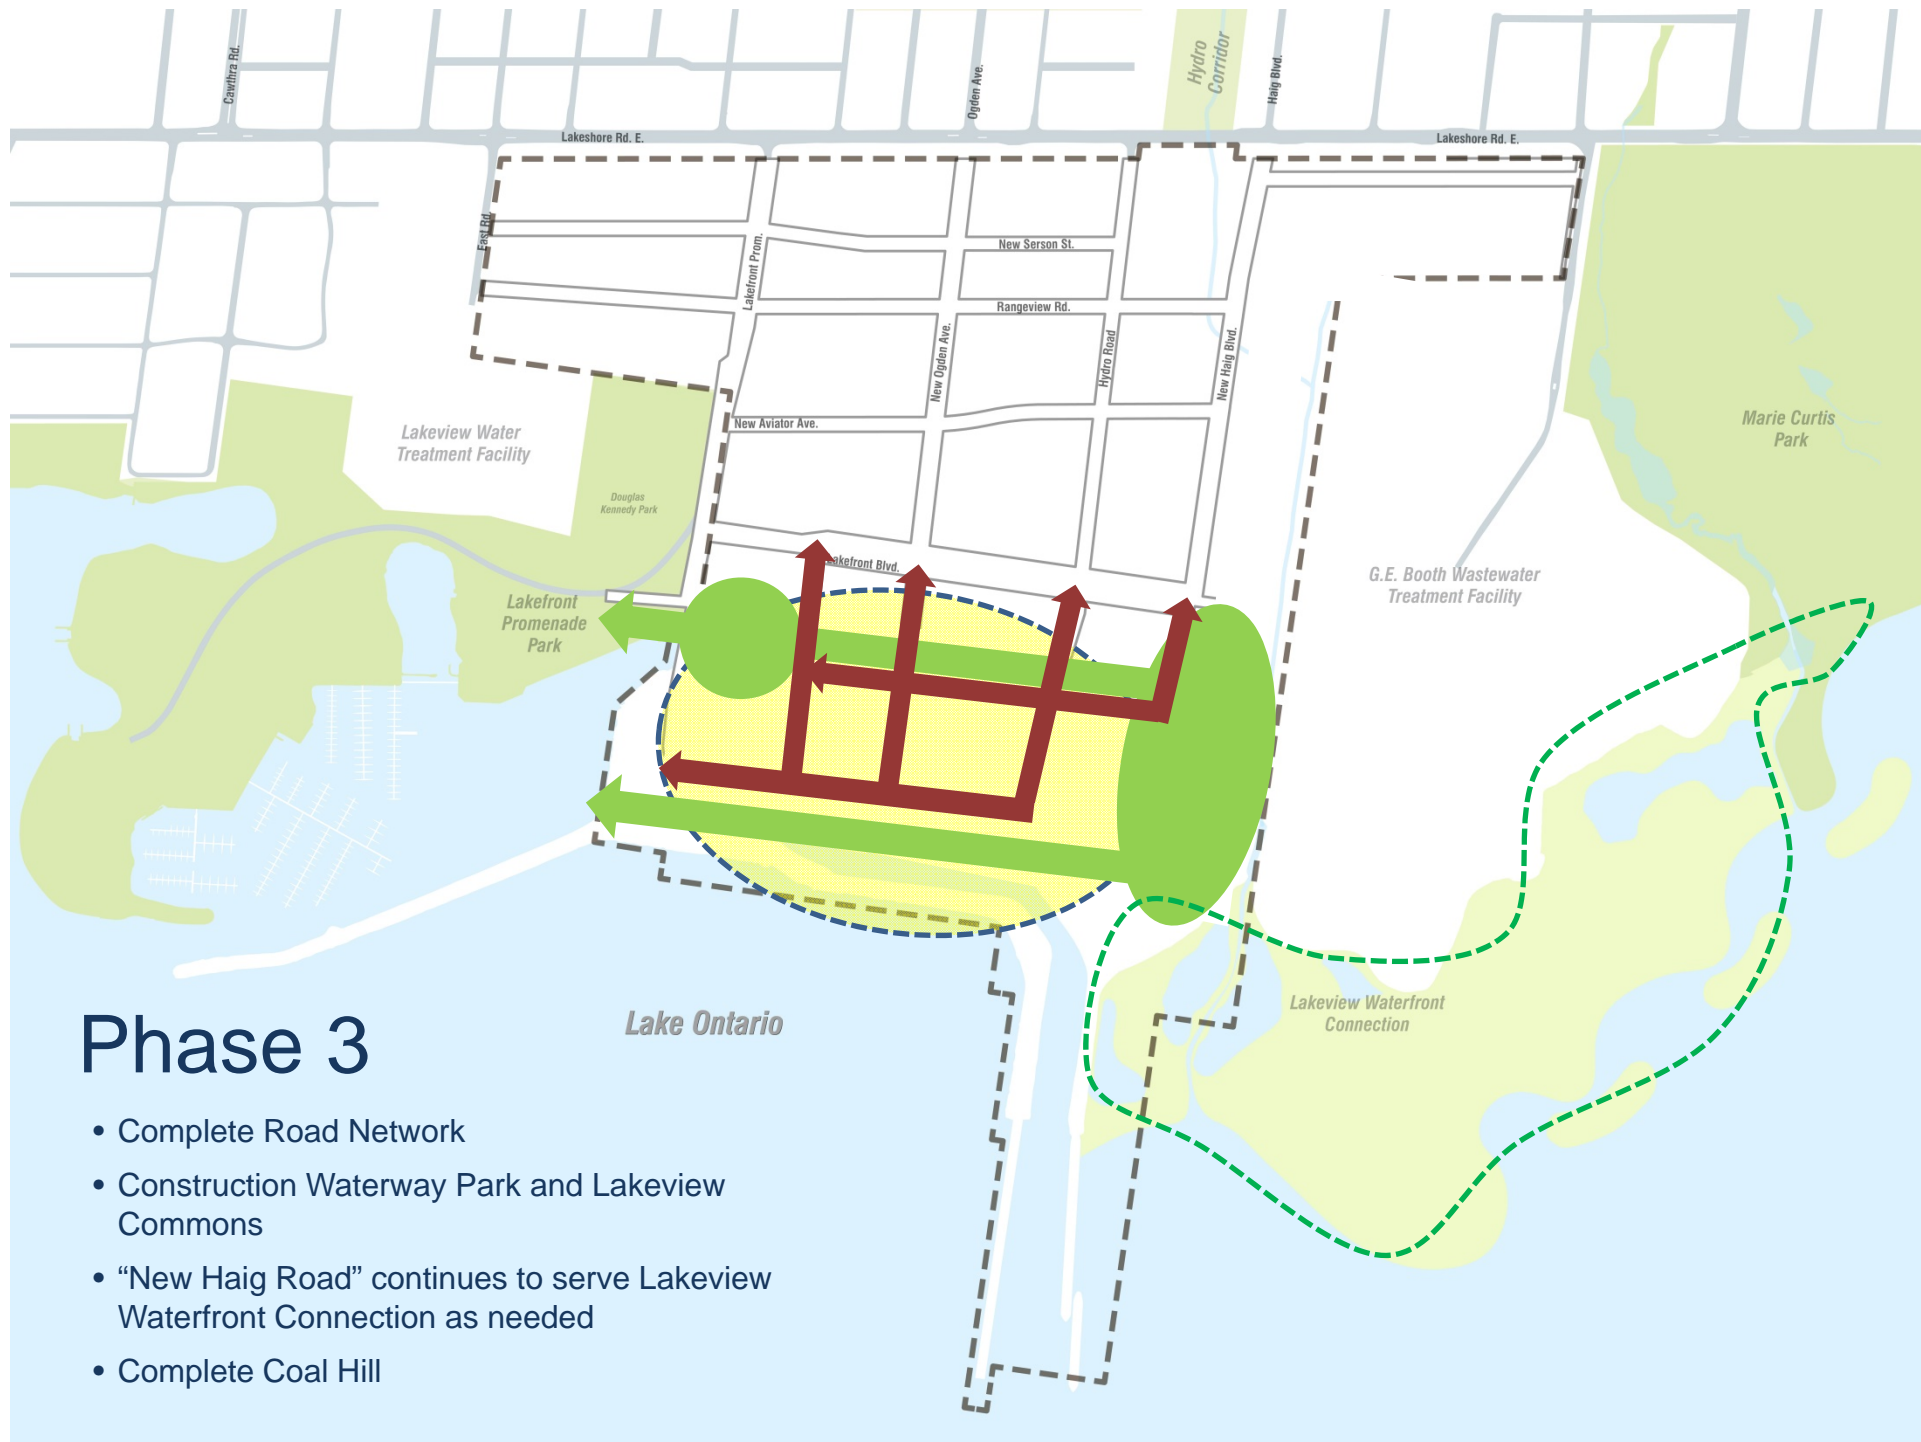 Cawthra Rd.
Ogden Ave.
Hydro
Corridor
Haig Blvd.
Lakeshore Rd. E.
Lakeshore Rd. E.
East Rd.
Lakefront Prom.
New Serson St.
Rangeview Rd.
New Ogden Ave.
Hydro Road
New Haig Blvd.
Marie Curtis
Park
Lakeview Water
Treatment Facility
New Aviator Ave.
Douglas
Kennedy Park
Lakefront Blvd.
G.E. Booth Wastewater
Treatment Facility
Lakefront
Promenade
Park
Lakeview Waterfront
Connection
Lake Ontario
Phase 3
• Complete Road Network
• Construction Waterway Park and Lakeview
Commons
• “New Haig Road” continues to serve Lakeview
Waterfront Connection as needed
• Complete Coal Hill